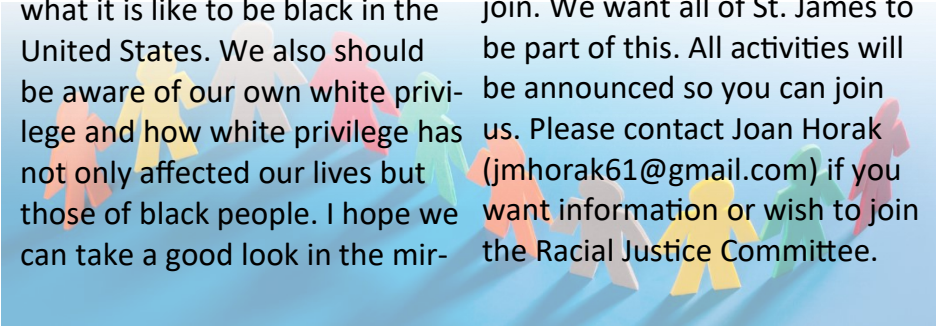 what it is like to be black in the
United States. We also should
be aware of our own white privi-
lege and how white privilege has
not only affected our lives but
those of black people. I hope we
can take a good look in the mir-
join. We want all of St. James to
be part of this. All activities will
be announced so you can join
us. Please contact Joan Horak
(jmhorak61@gmail.com) if you
want information or wish to join
the Racial Justice Committee.